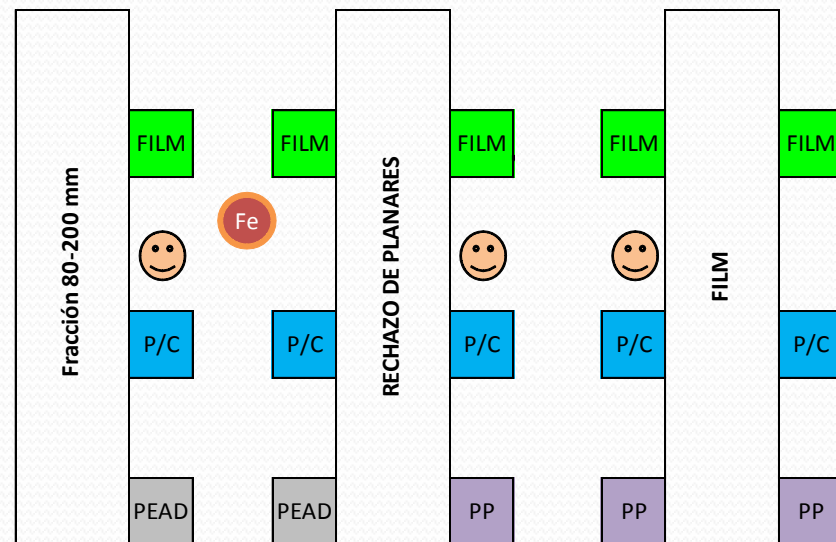 FILM
FILM
FILM
FILM
FILM
Fe
Fracción 80-200 mm
RECHAZO DE PLANARES
FILM
P/C
P/C
P/C
P/C
P/C
PEAD
PEAD
PP
PP
PP